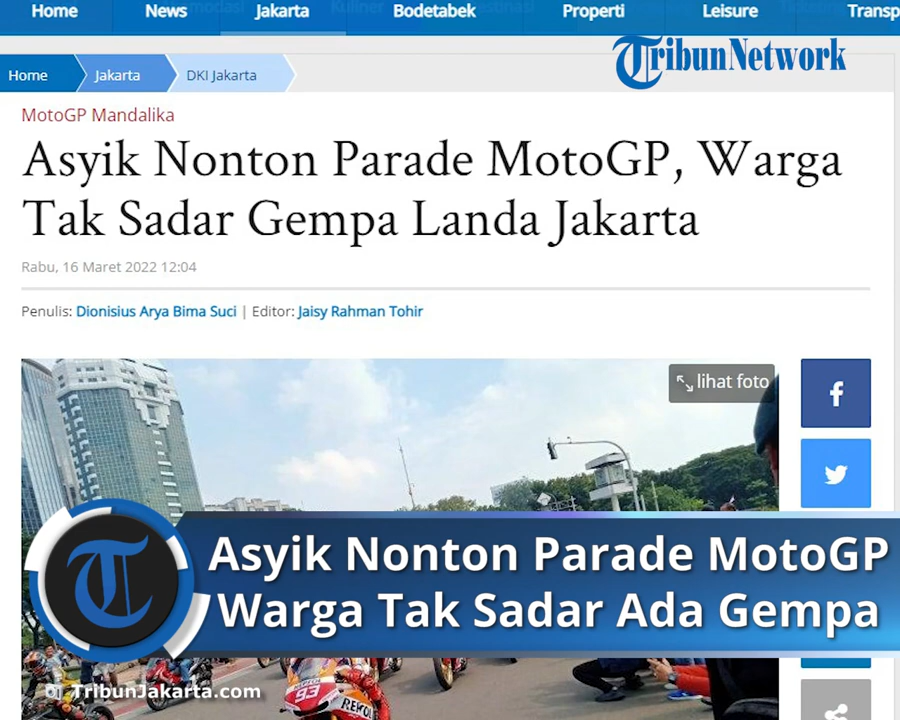 Home News Jakarta Bodetabek Properti Leisure Transp
TribunNetwork
Home Jakarta DKI Jakarta
MotoGP Mandalika
Asyik Nonton Parade MotoGP, Warga
Tak Sadar Gempa Landa Jakarta
Rabu, 16 Maret 2022 12:04
Penulis: Dionisius Arya Bima Suci | Editor: Jaisy Rahman Tohir
lihat foto
Asyik Nonton Parade MotoGP
Warga Tak Sadar Ada Gempa
TribunJakarta.com
93